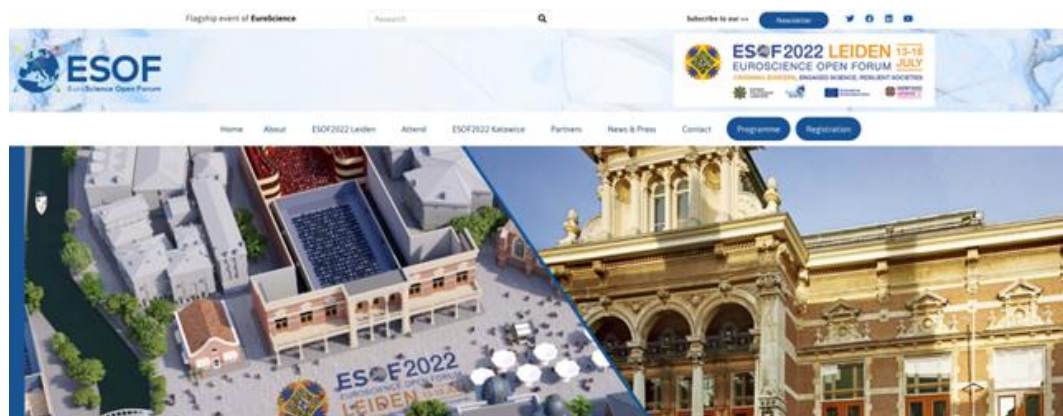 Flagship event of EuroScience
Research
Subscribe to our >>
Newsletter
ESOF
EuroScience Open Forum
ESOF2022 LEIDEN 13-16
EUROSCIENCE OPEN FORUM JULY
CROSSING BORDERS, ENGAGED SCIENCE, RESILIENT SOCIETIES
Home
About
ESOF2022 Leiden
Attend
ESOF2022 Katowice
Partners
News & Press
Contact
Programme
Registration
ESOF2022
EUROSCIENCE OPEN FORUM
LEIDEN